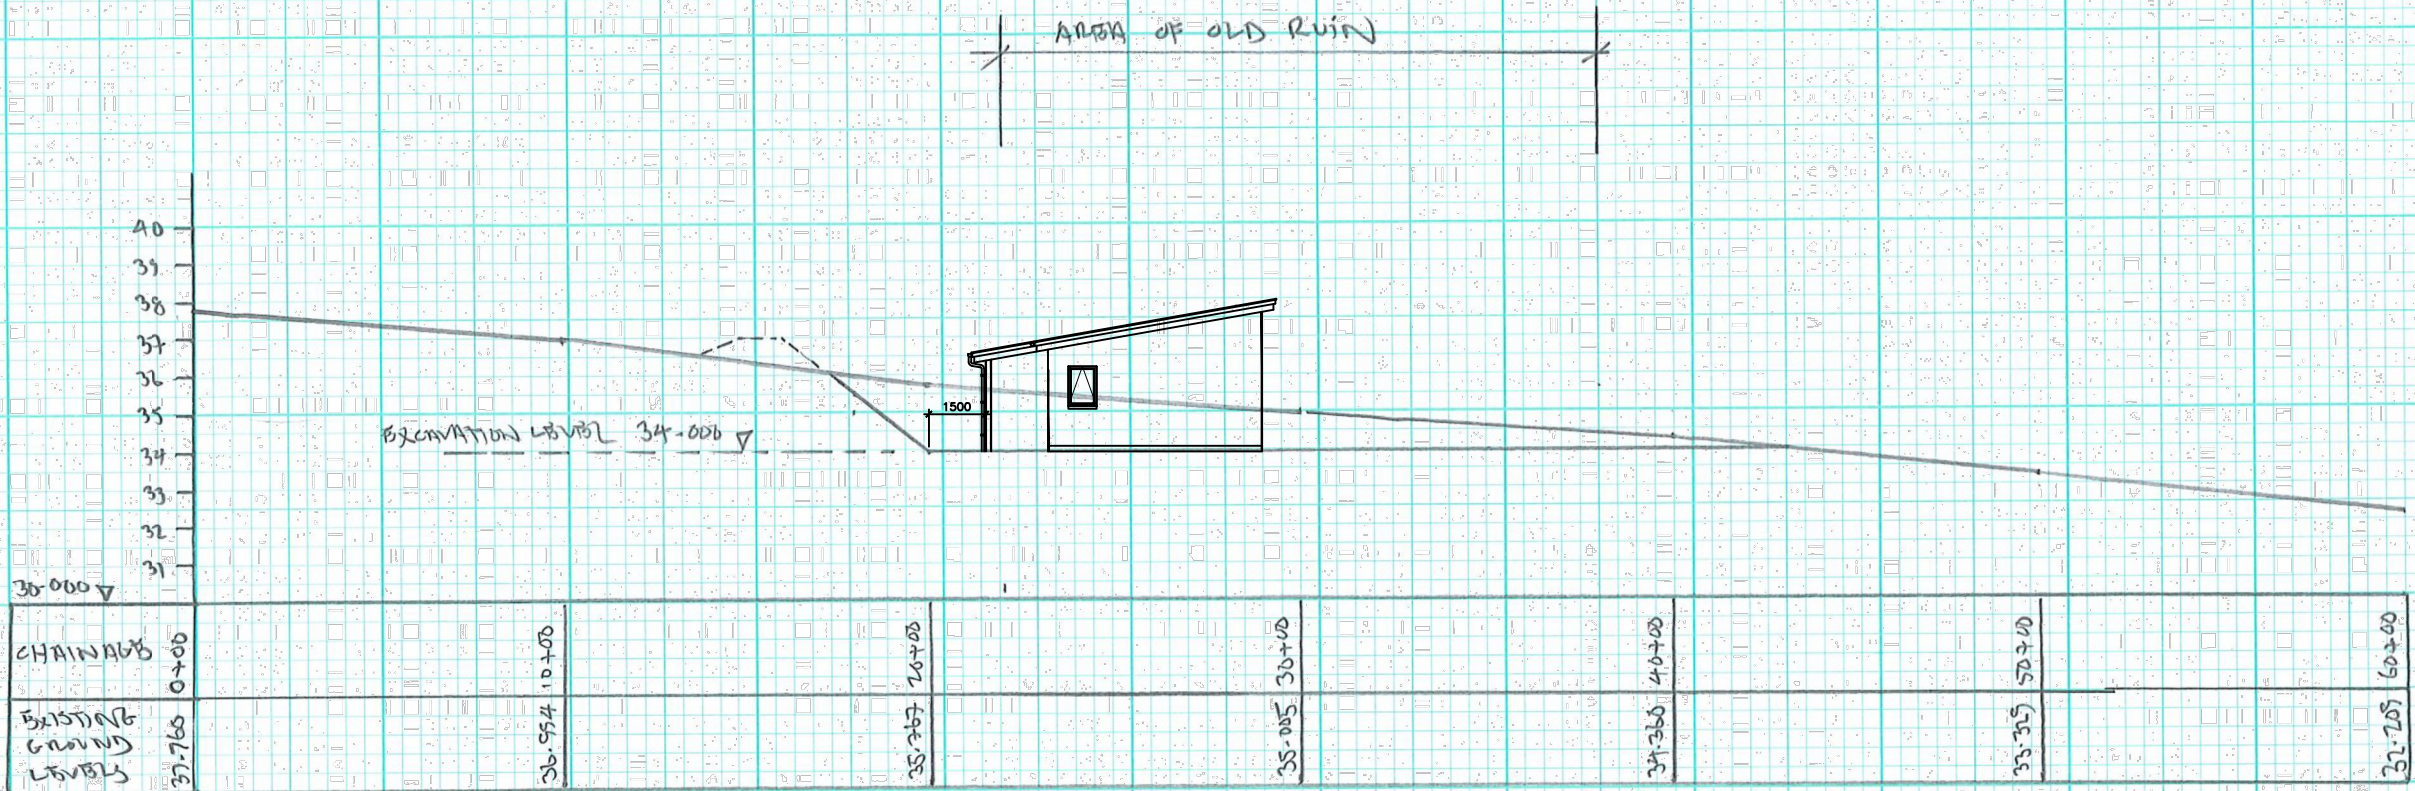 AREA OF OLD RUIN
40
39
38
37
36
35
34
33
32
31
1500
EXCAVATION LEVEL 34.000
30.000
CHAINAGE 0+00 10+00 20+00 30+00 40+00 50+00 60+00
EXISTING
GROUND
LEVELS
37.760 36.954 35.767 35.005 34.360 33.329 32.209